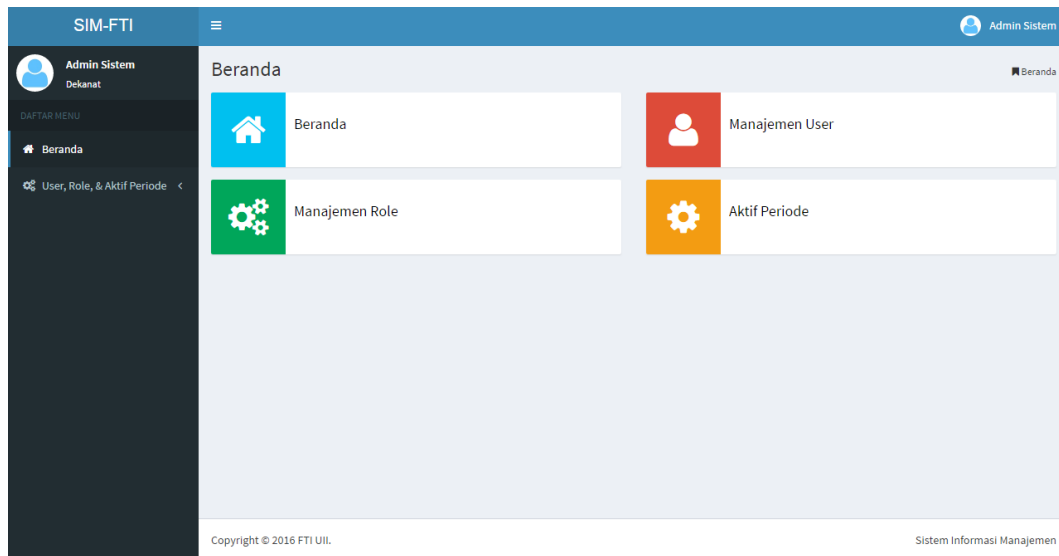 SIM-FTI
Admin Sistem
Admin Sistem
Dekanat
DAFTAR MENU
Beranda
User, Role, & Aktif Periode
Beranda
Beranda
Beranda
Manajemen User
Manajemen Role
Aktif Periode
Copyright © 2016 FTI UII.
Sistem Informasi Manajemen